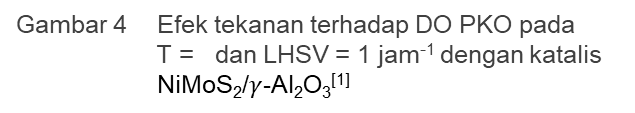 Gambar 4 Efek tekanan terhadap DO PKO pada
T = dan LHSV = 1 jam⁻¹ dengan katalis
NiMoS₂/γ-Al₂O₃[1]